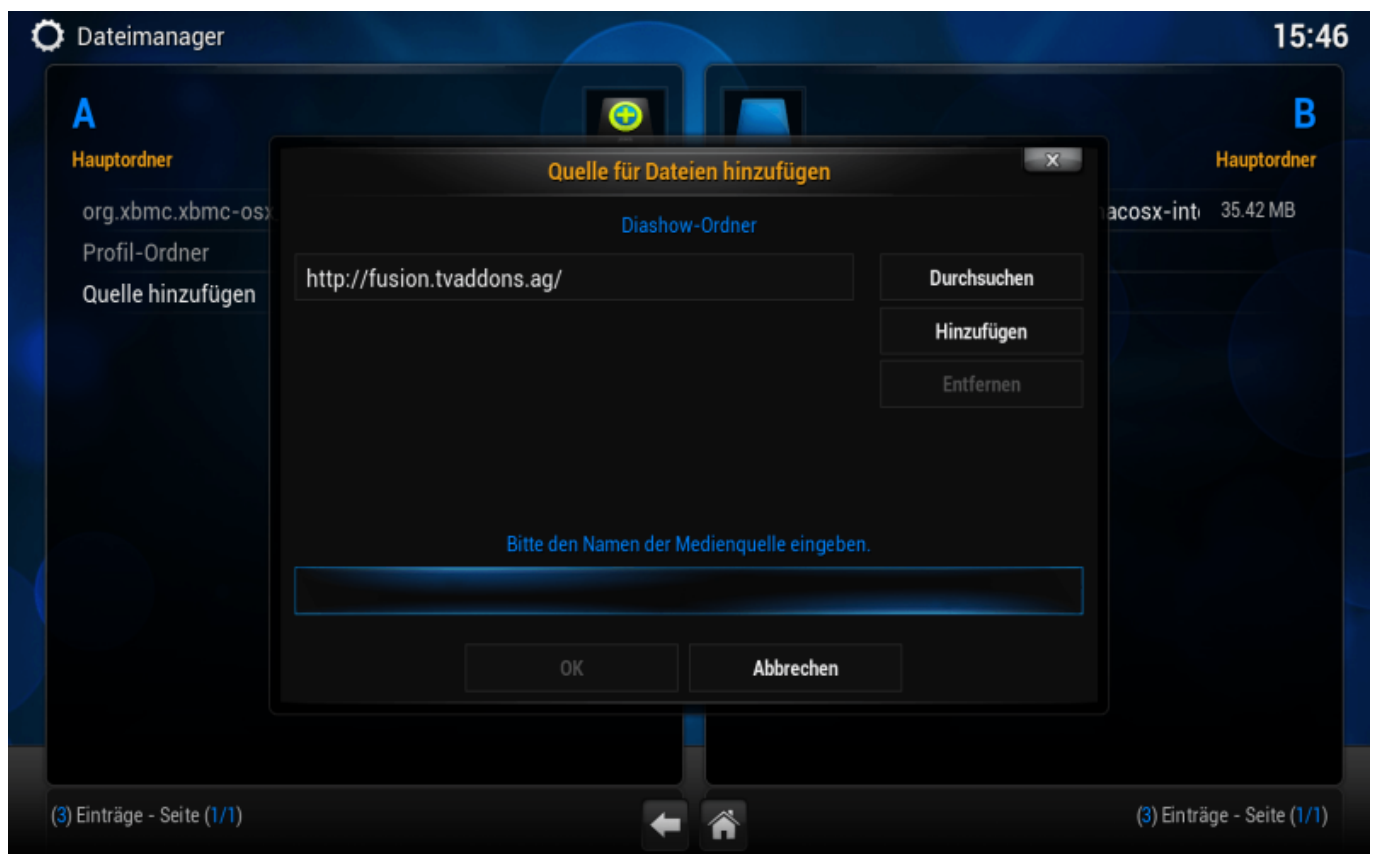 Dateimanager
15:46
A
B
Hauptordner
Hauptordner
Quelle für Dateien hinzufügen
x
org.xbmc.xbmc-osx
Diashow-Ordner
35.42 MB
Profil-Ordner
http://fusion.tvaddons.ag/
Durchsuchen
Quelle hinzufügen
Hinzufügen
Entfernen
Bitte den Namen der Medienquelle eingeben.
OK
Abbrechen
(3) Einträge - Seite (1/1)
(3) Einträge - Seite (1/1)